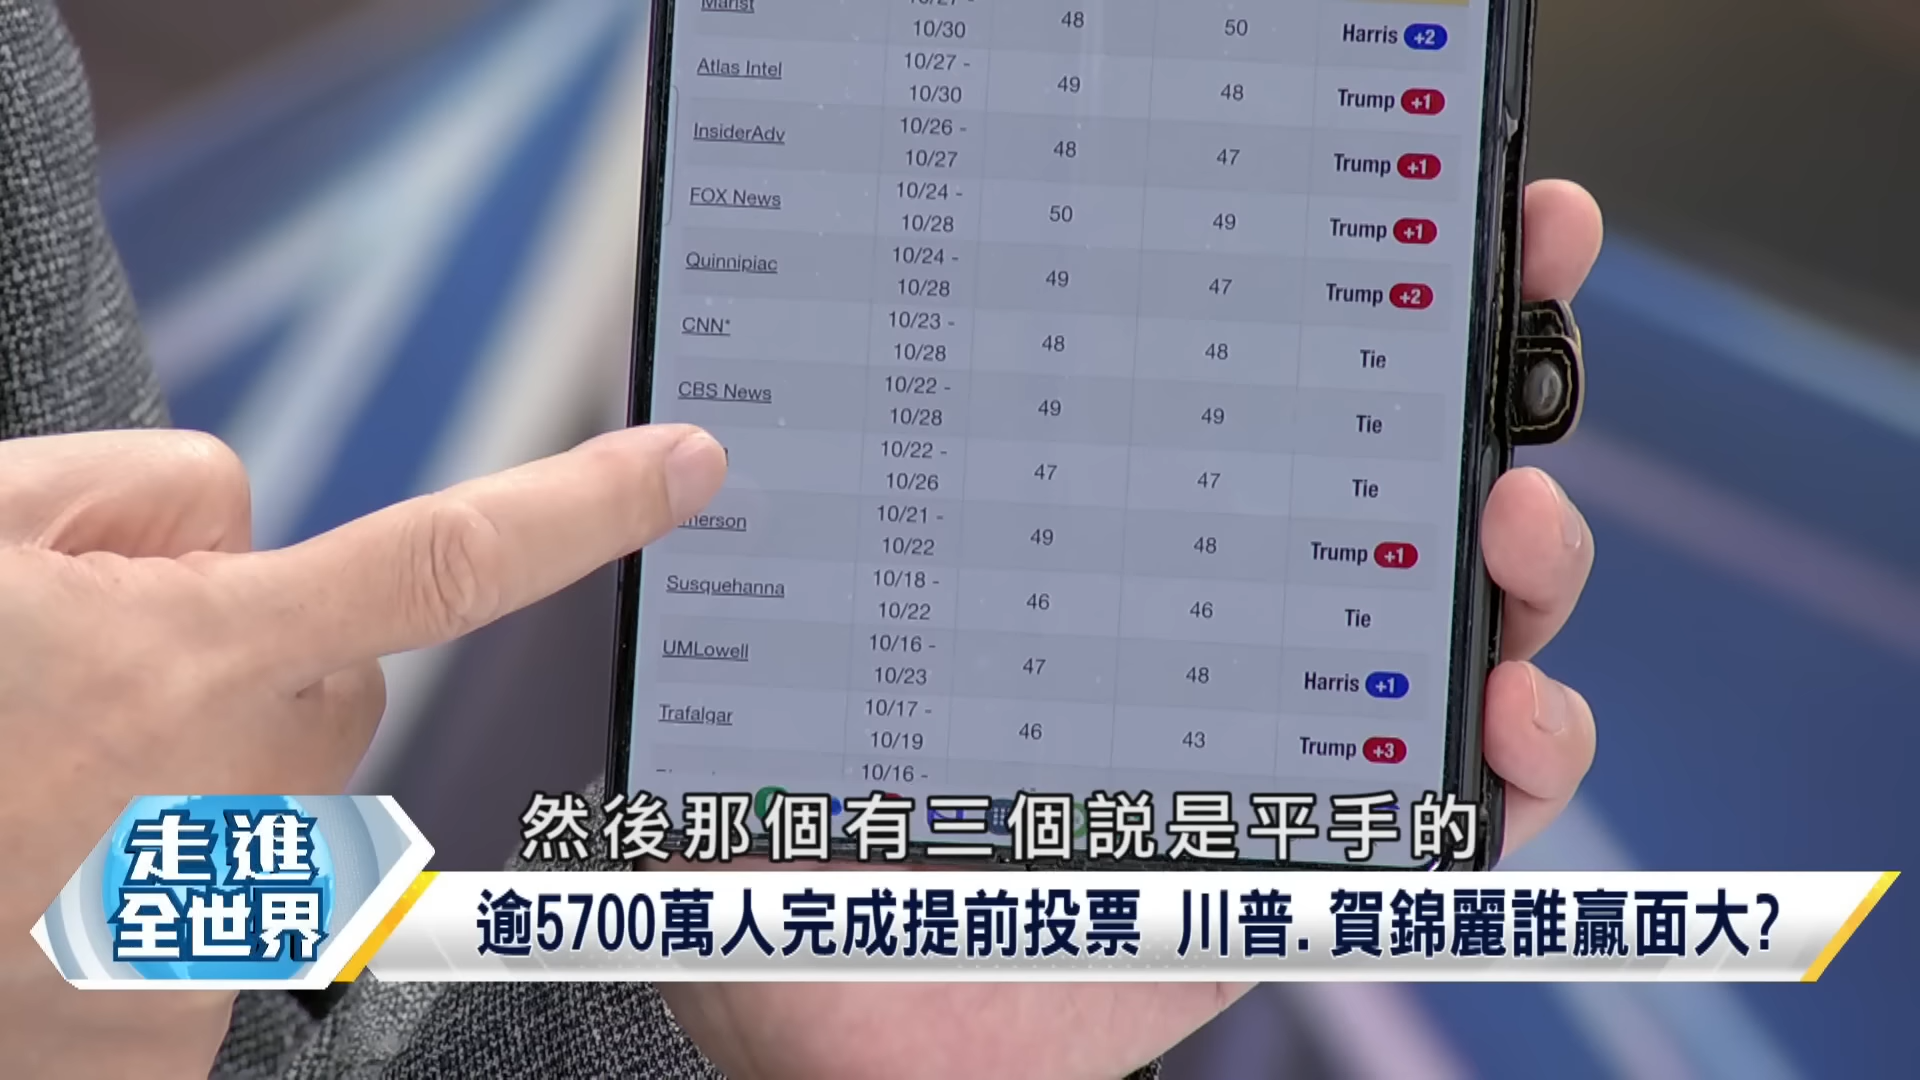 Marist 10/27 - 10/30 48 50 Harris +2
Atlas Intel 10/27 - 10/30 49 48 Trump +1
InsiderAdv 10/26 - 10/27 48 47 Trump +1
FOX News 10/24 - 10/28 50 49 Trump +1
Quinnipiac 10/24 - 10/28 49 47 Trump +2
CNN* 10/23 - 10/28 48 48 Tie
CBS News 10/22 - 10/28 49 49 Tie
10/22 - 10/26 47 47 Tie
merson 10/21 - 10/22 49 48 Trump +1
Susquehanna 10/18 - 10/22 46 46 Tie
UMLowell 10/16 - 10/23 47 48 Harris +1
Trafalgar 10/17 - 10/19 46 43 Trump +3
10/16 -
然後那個有三個説是平手的
走進
全世界
逾5700萬人完成提前投票 川普.賀錦麗誰贏面大?